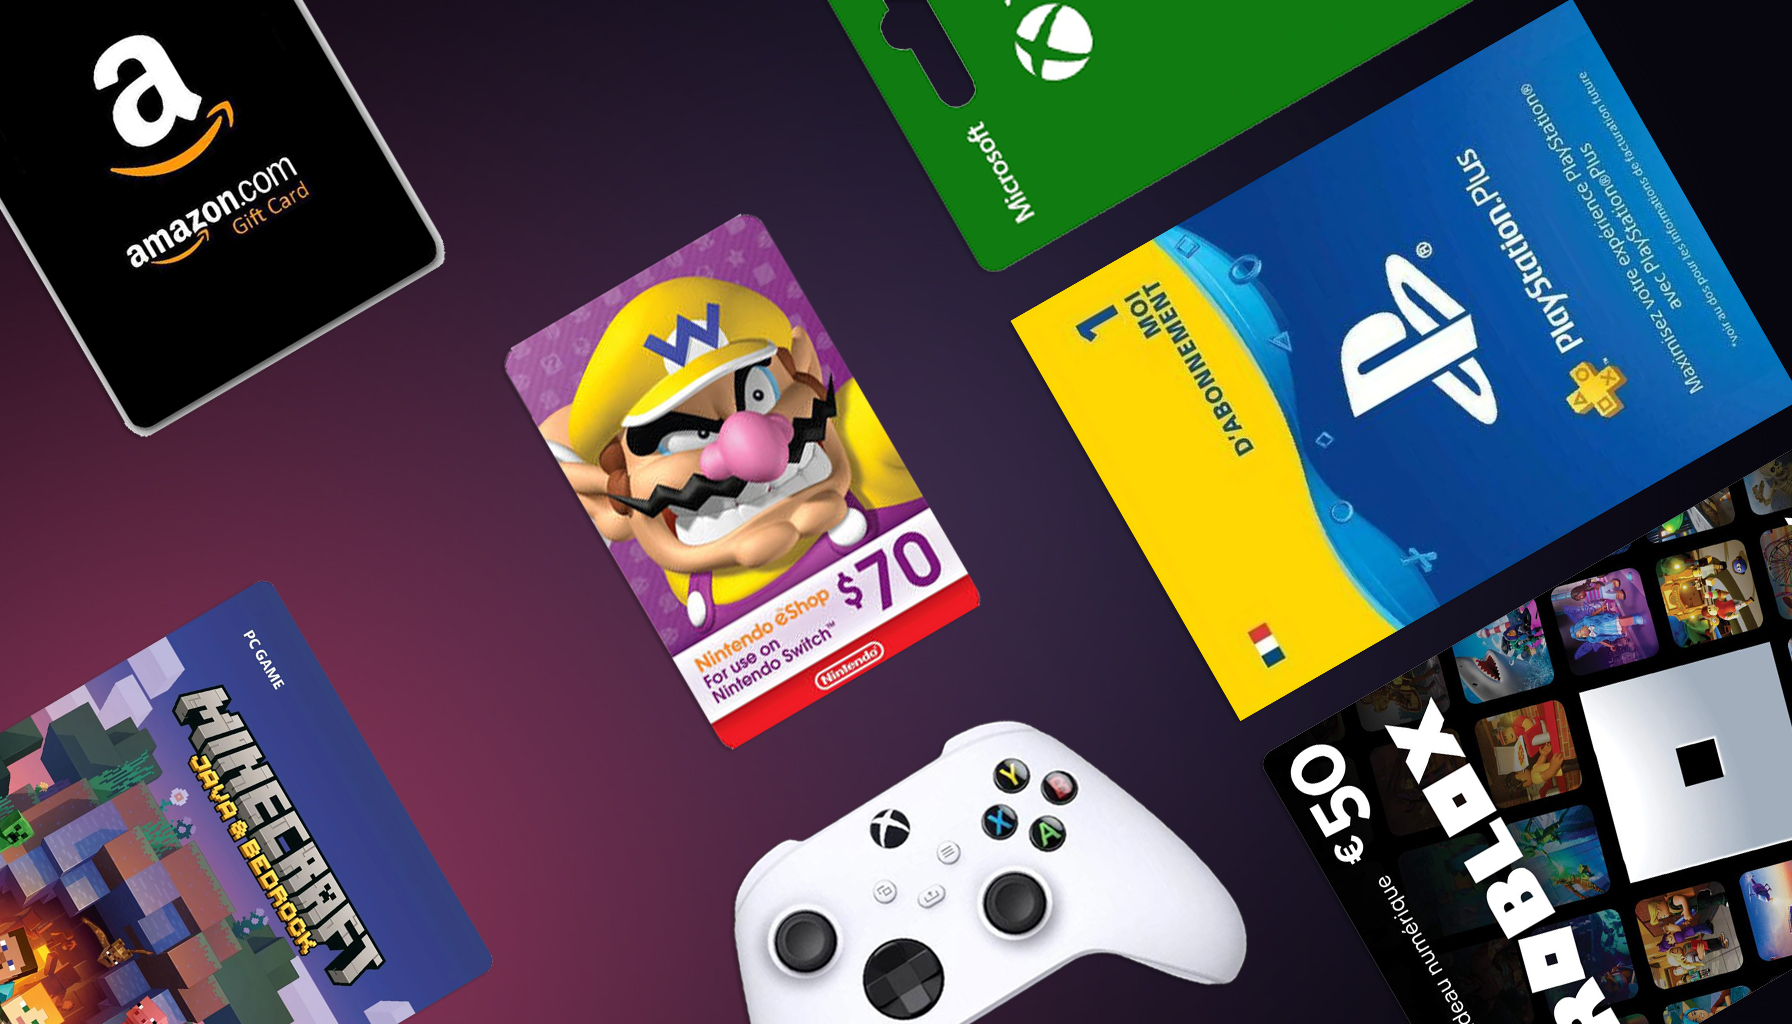 a
amazon.com
Gift Card
Microsoft
1
MOI
D'ABONNEMENT
PlayStation®Plus
Maximisez votre expérience PlayStation®
avec PlayStation®Plus
*voir au dos pour les informations de facturation future
W
$70
Nintendo eShop
For use on
Nintendo Switch™
Nintendo
PC GAME
MINECRAFT
JAVA & BEDROCK
Y
B
X
A
€50
ROBLOX
deau numérique